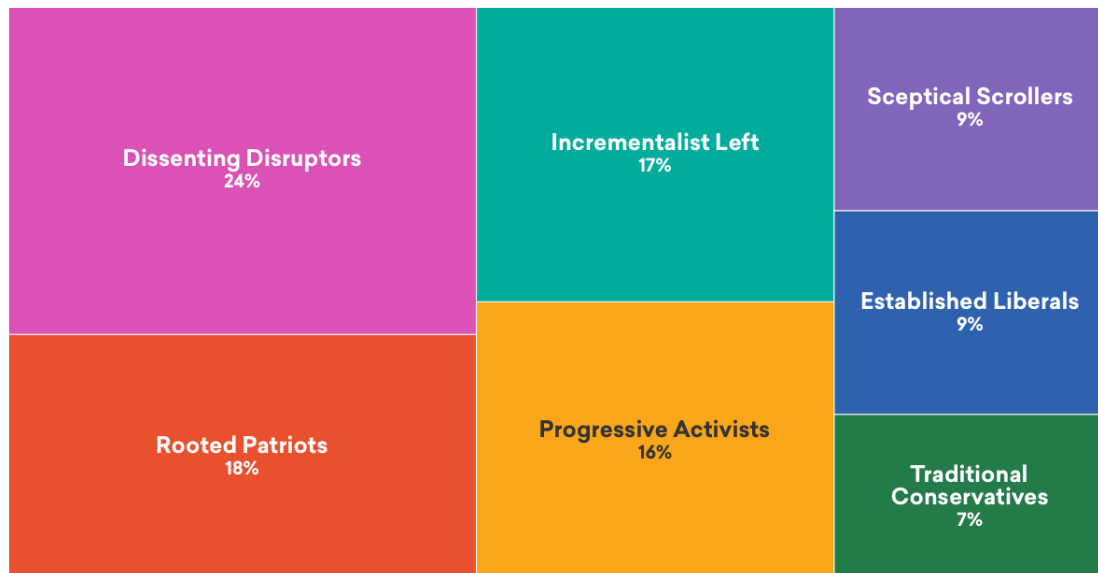 Dissenting Disruptors
24%
Rooted Patriots
18%
Incrementalist Left
17%
Progressive Activists
16%
Sceptical Scrollers
9%
Established Liberals
9%
Traditional
Conservatives
7%